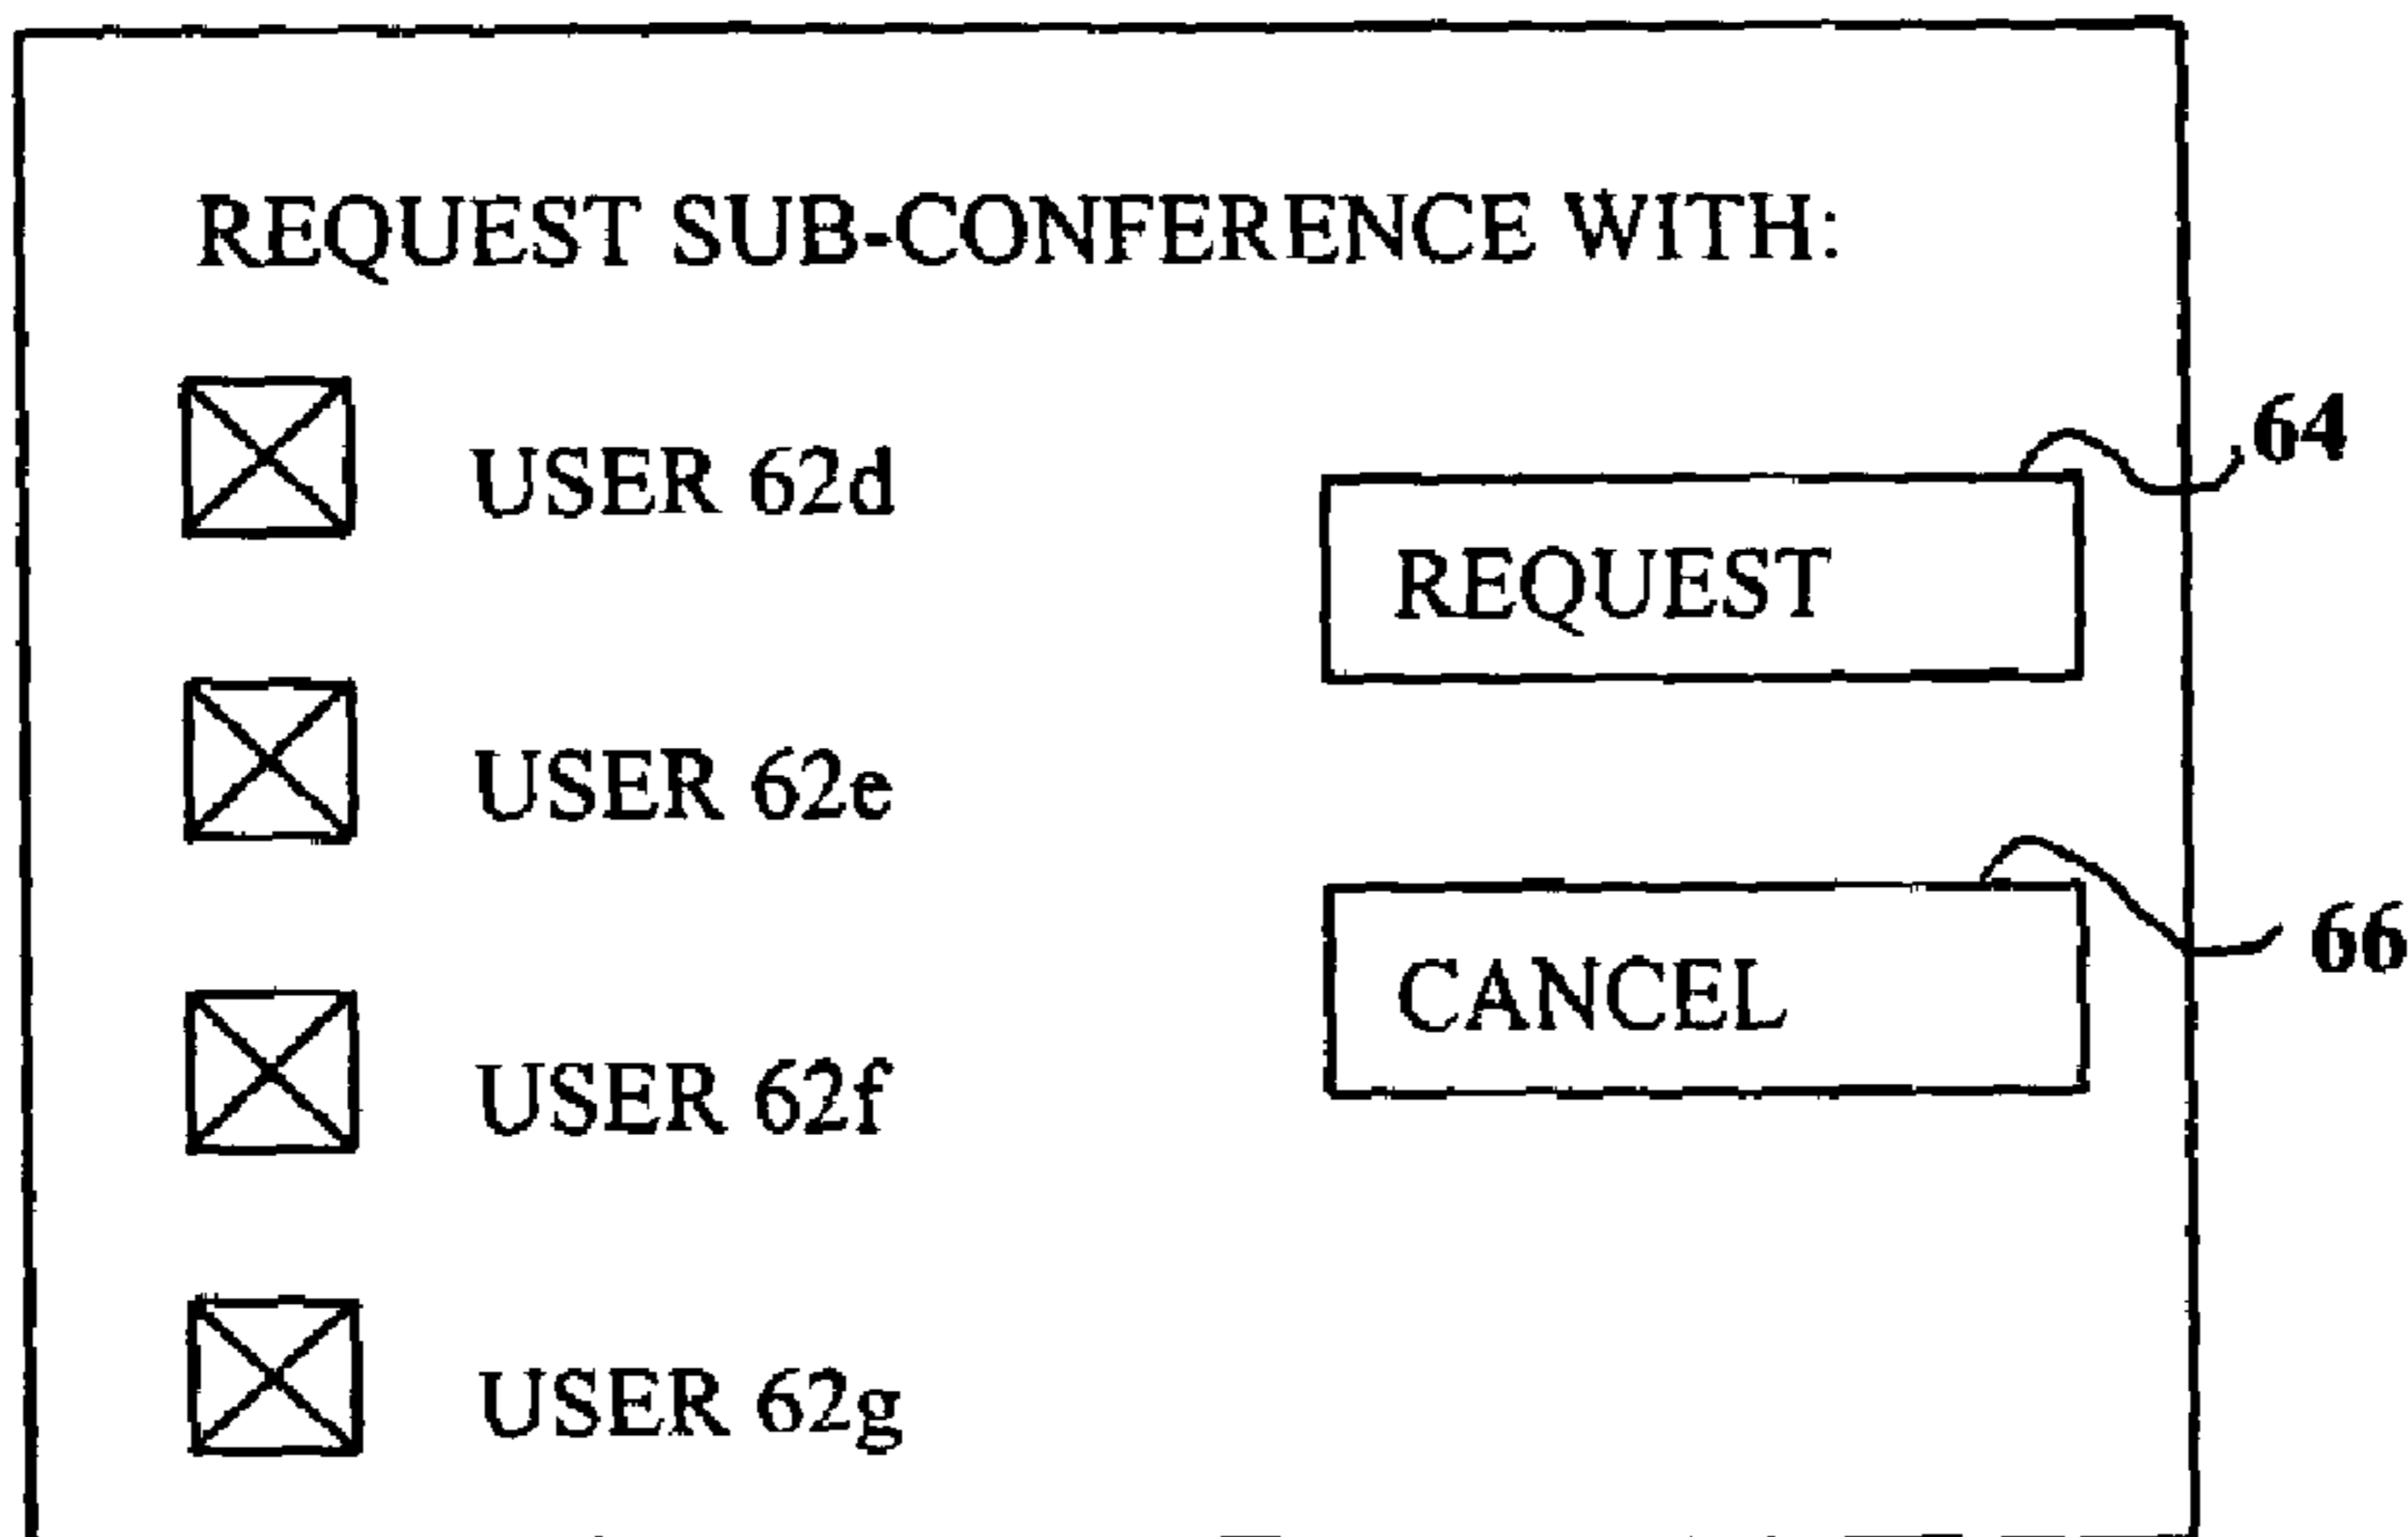 REQUEST SUB-CONFERENCE WITH:
USER 62d
64
REQUEST
USER 62e
66
CANCEL
USER 62f
USER 62g